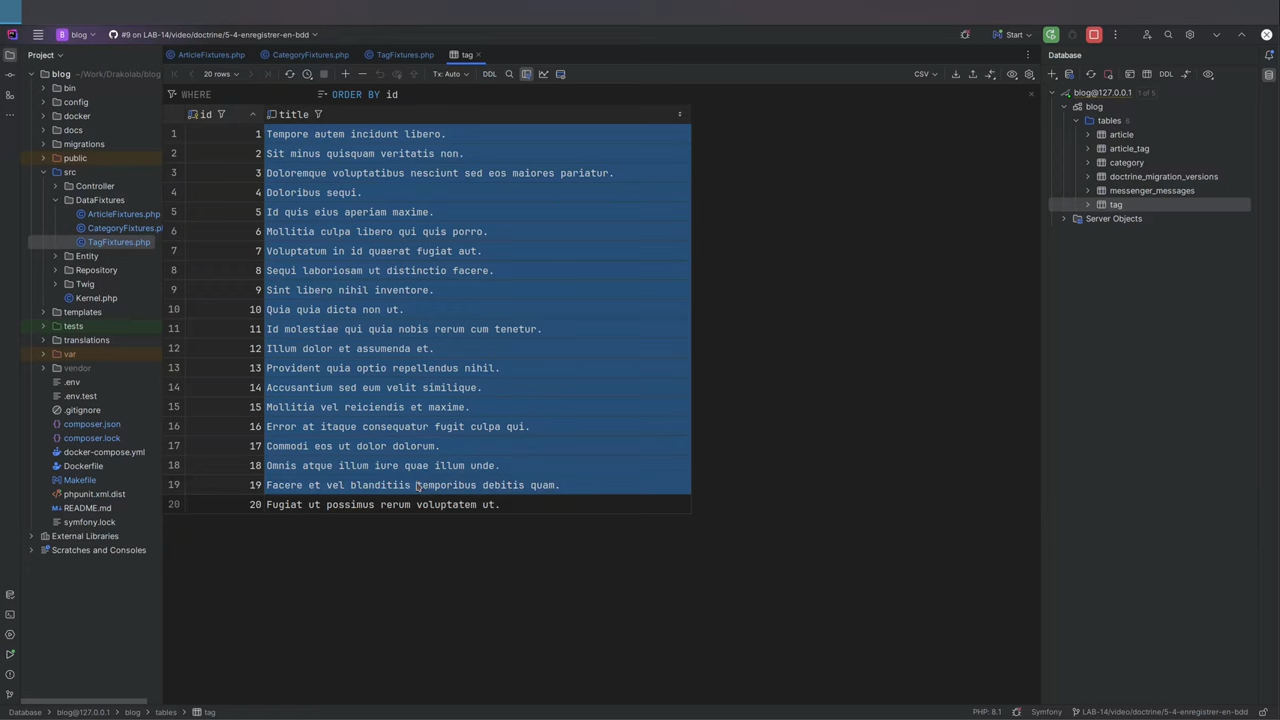 B blog #9 on LAB-14/video/doctrine/5-4-enregistrer-en-bdd Start
Project
ArticleFixtures.php CategoryFixtures.php TagFixtures.php tag
Database
blog ~/Work/Drakolab/blog
bin
config
docker
docs
migrations
public
src
Controller
DataFixtures
ArticleFixtures.php
CategoryFixtures.p
TagFixtures.php
Entity
Repository
Twig
Kernel.php
templates
tests
translations
var
vendor
.env
.env.test
.gitignore
composer.json
composer.lock
docker-compose.yml
Dockerfile
Makefile
phpunit.xml.dist
README.md
symfony.lock
External Libraries
Scratches and Consoles
20 rows Tx: Auto DDL CSV
WHERE ORDER BY id
id title
1 1 Tempore autem incidunt libero.
2 2 Sit minus quisquam veritatis non.
3 3 Doloremque voluptatibus nesciunt sed eos maiores pariatur.
4 4 Doloribus sequi.
5 5 Id quis eius aperiam maxime.
6 6 Mollitia culpa libero qui quis porro.
7 7 Voluptatum in id quaerat fugiat aut.
8 8 Sequi laboriosam ut distinctio facere.
9 9 Sint libero nihil inventore.
10 10 Quia quia dicta non ut.
11 11 Id molestiae qui quia nobis rerum cum tenetur.
12 12 Illum dolor et assumenda et.
13 13 Provident quia optio repellendus nihil.
14 14 Accusantium sed eum velit similique.
15 15 Mollitia vel reiciendis et maxime.
16 16 Error at itaque consequatur fugit culpa qui.
17 17 Commodi eos ut dolor dolorum.
18 18 Omnis atque illum iure quae illum unde.
19 19 Facere et vel blanditiis temporibus debitis quam.
20 20 Fugiat ut possimus rerum voluptatem ut.
DDL
blog@127.0.0.1 1 of 5
blog
tables 6
article
article_tag
category
doctrine_migration_versions
messenger_messages
tag
Server Objects
Database blog@127.0.0.1 blog tables tag
PHP: 8.1 Symfony LAB-14/video/doctrine/5-4-enregistrer-en-bdd